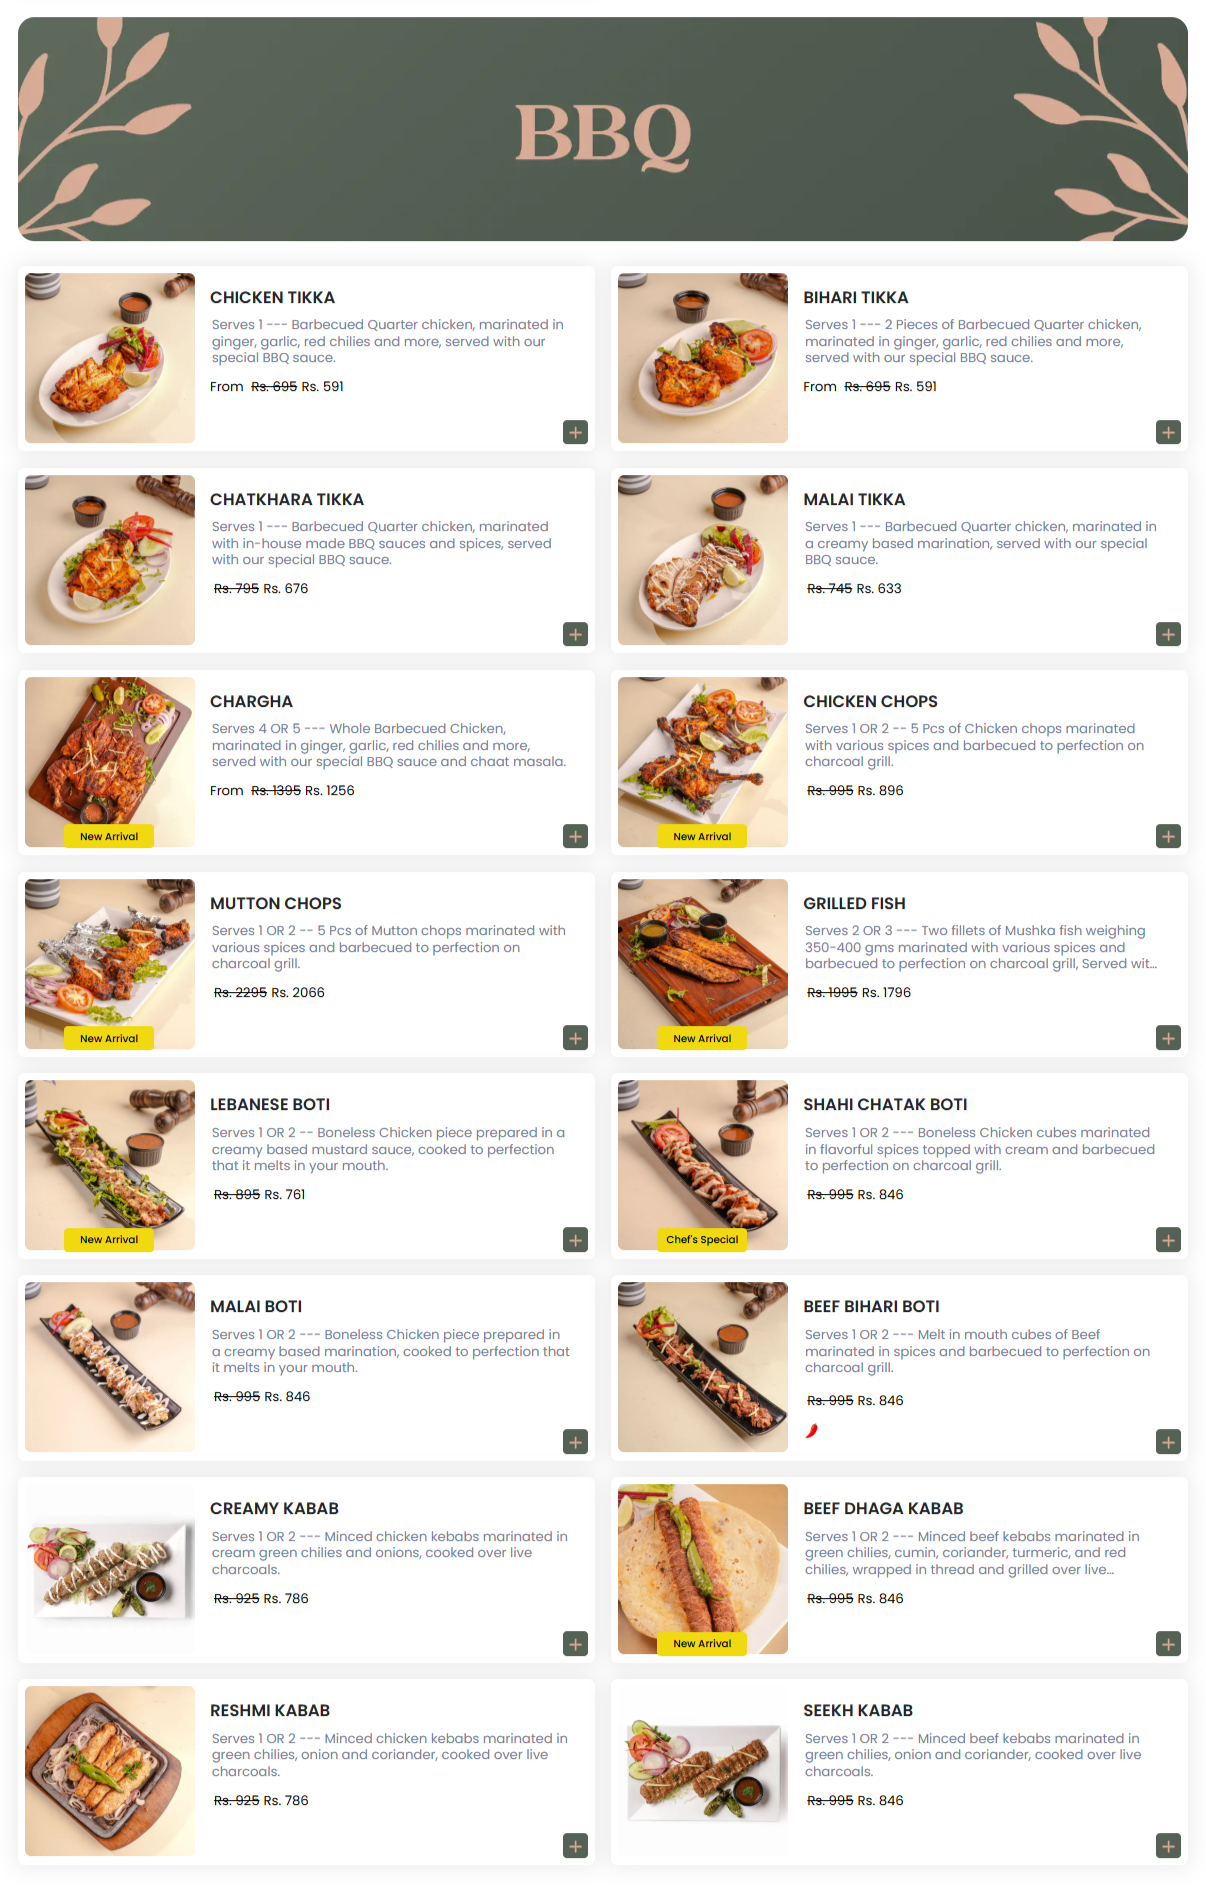 BBQ
CHICKEN TIKKA
Serves 1 --- Barbecued Quarter chicken, marinated in
ginger, garlic, red chilies and more, served with our
special BBQ sauce.
From Rs. 695 Rs. 591
BIHARI TIKKA
Serves 1 --- 2 Pieces of Barbecued Quarter chicken,
marinated in ginger, garlic, red chilies and more,
served with our special BBQ sauce.
From Rs. 695 Rs. 591
CHATKHARA TIKKA
Serves 1 --- Barbecued Quarter chicken, marinated
with in-house made BBQ sauces and spices, served
with our special BBQ sauce.
Rs. 795 Rs. 676
MALAI TIKKA
Serves 1 --- Barbecued Quarter chicken, marinated in
a creamy based marination, served with our special
BBQ sauce.
Rs. 745 Rs. 633
CHARGHA
Serves 4 OR 5 --- Whole Barbecued Chicken,
marinated in ginger, garlic, red chilies and more,
served with our special BBQ sauce and chaat masala.
From Rs. 1395 Rs. 1256
New Arrival
CHICKEN CHOPS
Serves 1 OR 2 -- 5 Pcs of Chicken chops marinated
with various spices and barbecued to perfection on
charcoal grill.
Rs. 995 Rs. 896
New Arrival
MUTTON CHOPS
Serves 1 OR 2 -- 5 Pcs of Mutton chops marinated with
various spices and barbecued to perfection on
charcoal grill.
Rs. 2295 Rs. 2066
New Arrival
GRILLED FISH
Serves 2 OR 3 --- Two fillets of Mushka fish weighing
350-400 gms marinated with various spices and
barbecued to perfection on charcoal grill, Served wit...
Rs. 1995 Rs. 1796
New Arrival
LEBANESE BOTI
Serves 1 OR 2 -- Boneless Chicken piece prepared in a
creamy based mustard sauce, cooked to perfection
that it melts in your mouth.
Rs. 895 Rs. 761
New Arrival
SHAHI CHATAK BOTI
Serves 1 OR 2 --- Boneless Chicken cubes marinated
in flavorful spices topped with cream and barbecued
to perfection on charcoal grill.
Rs. 995 Rs. 846
Chef's Special
MALAI BOTI
Serves 1 OR 2 --- Boneless Chicken piece prepared in
a creamy based marination, cooked to perfection that
it melts in your mouth.
Rs. 995 Rs. 846
BEEF BIHARI BOTI
Serves 1 OR 2 --- Melt in mouth cubes of Beef
marinated in spices and barbecued to perfection on
charcoal grill.
Rs. 995 Rs. 846
CREAMY KABAB
Serves 1 OR 2 --- Minced chicken kebabs marinated in
cream green chilies and onions, cooked over live
charcoals.
Rs. 925 Rs. 786
BEEF DHAGA KABAB
Serves 1 OR 2 --- Minced beef kebabs marinated in
green chilies, cumin, coriander, turmeric, and red
chilies, wrapped in thread and grilled over live...
Rs. 995 Rs. 846
New Arrival
RESHMI KABAB
Serves 1 OR 2 --- Minced chicken kebabs marinated in
green chilies, onion and coriander, cooked over live
charcoals.
Rs. 925 Rs. 786
SEEKH KABAB
Serves 1 OR 2 --- Minced beef kebabs marinated in
green chilies, onion and coriander, cooked over live
charcoals.
Rs. 995 Rs. 846